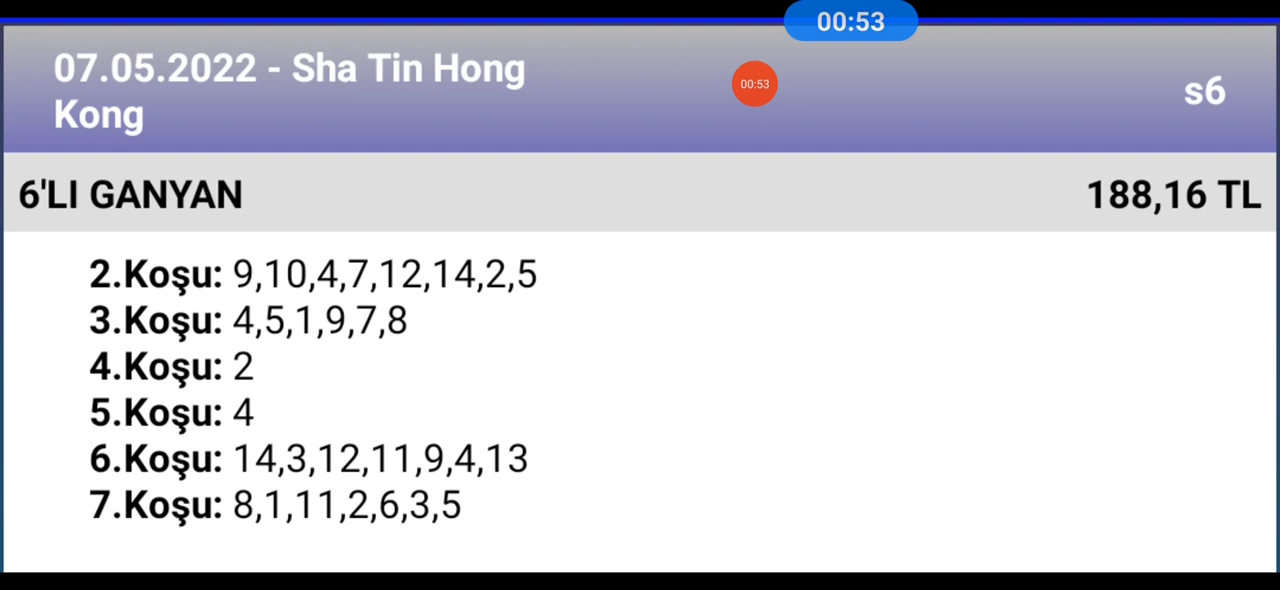 00:53
07.05.2022 - Sha Tin Hong
Kong
00:53
s6
6'LI GANYAN
188,16 TL
2.Koşu: 9,10,4,7,12,14,2,5
3.Koşu: 4,5,1,9,7,8
4.Koşu: 2
5.Koşu: 4
6.Koşu: 14,3,12,11,9,4,13
7.Koşu: 8,1,11,2,6,3,5